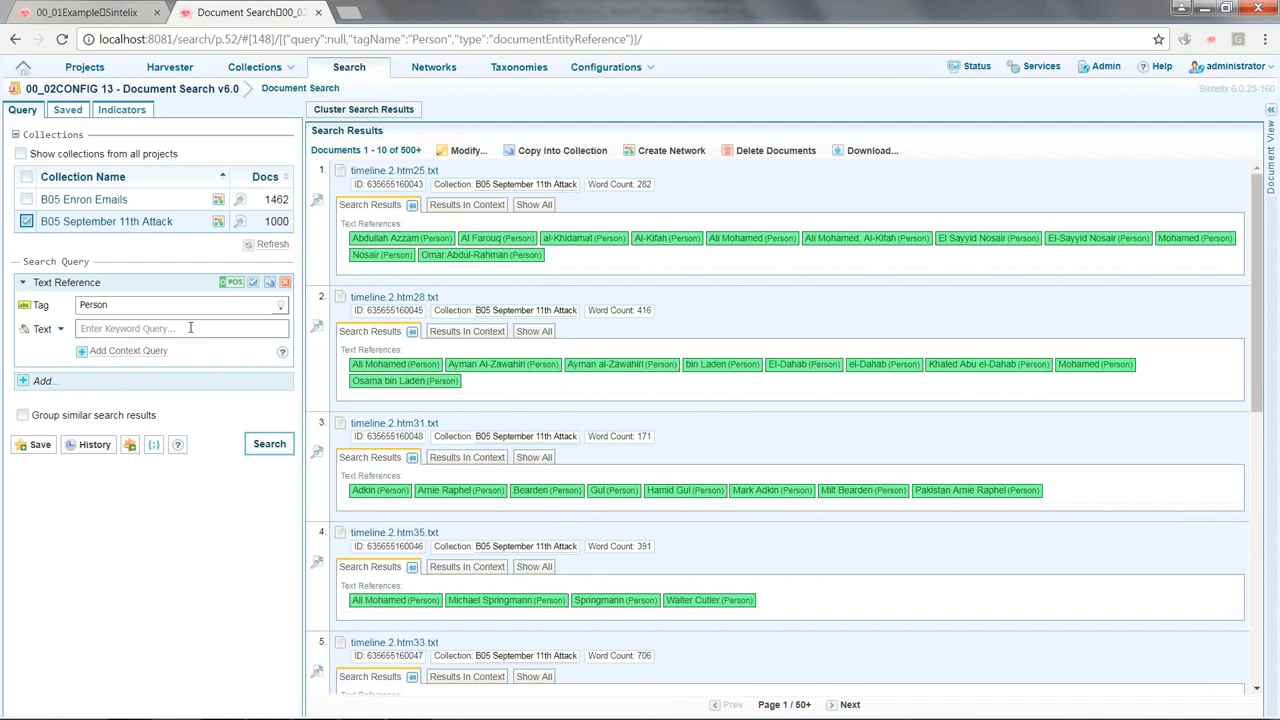 00_01Example□Sintelix
Document Search□00_0
localhost:8081/search/p.52/#[148]/[{"query":null,"tagName":"Person","type":"documentEntityReference"}]/
Projects Harvester Collections Search Networks Taxonomies Configurations Status Services Admin Help administrator
00_02CONFIG 13 - Document Search v6.0 Document Search Sintelix 6.0.25-160
Query Saved Indicators
Collections
Show collections from all projects
Collection Name Docs
B05 Enron Emails 1462
B05 September 11th Attack 1000
Refresh
Search Query
Text Reference POS
abc Tag Person
Text Enter Keyword Query...
Add Context Query
Add...
Group similar search results
Save History {;} ? Search
Cluster Search Results
Search Results
Documents 1 - 10 of 500+ Modify... Copy Into Collection Create Network Delete Documents Download...
Document View
1. timeline.2.htm25.txt
ID: 635655160043 Collection: B05 September 11th Attack Word Count: 282
Search Results Results In Context Show All
Text References:
Abdullah Azzam (Person) Al Farouq (Person) al-Khidamat (Person) Al-Kifah (Person) Ali Mohamed (Person) Ali Mohamed, Al-Kifah (Person) El Sayyid Nosair (Person) El-Sayyid Nosair (Person) Mohamed (Person)
Nosair (Person) Omar Abdul-Rahman (Person)
2. timeline.2.htm28.txt
ID: 635655160045 Collection: B05 September 11th Attack Word Count: 416
Search Results Results In Context Show All
Text References:
Ali Mohamed (Person) Ayman Al-Zawahiri (Person) Ayman al-Zawahiri (Person) bin Laden (Person) El-Dahab (Person) el-Dahab (Person) Khaled Abu el-Dahab (Person) Mohamed (Person)
Osama bin Laden (Person)
3. timeline.2.htm31.txt
ID: 635655160048 Collection: B05 September 11th Attack Word Count: 171
Search Results Results In Context Show All
Text References:
Adkin (Person) Arnie Raphel (Person) Bearden (Person) Gul (Person) Hamid Gul (Person) Mark Adkin (Person) Milt Bearden (Person) Pakistan Arnie Raphel (Person)
4. timeline.2.htm35.txt
ID: 635655160046 Collection: B05 September 11th Attack Word Count: 391
Search Results Results In Context Show All
Text References:
Ali Mohamed (Person) Michael Springmann (Person) Springmann (Person) Walter Cutler (Person)
5. timeline.2.htm33.txt
ID: 635655160047 Collection: B05 September 11th Attack Word Count: 706
Search Results Results In Context Show All
Prev Page 1 / 50+ Next